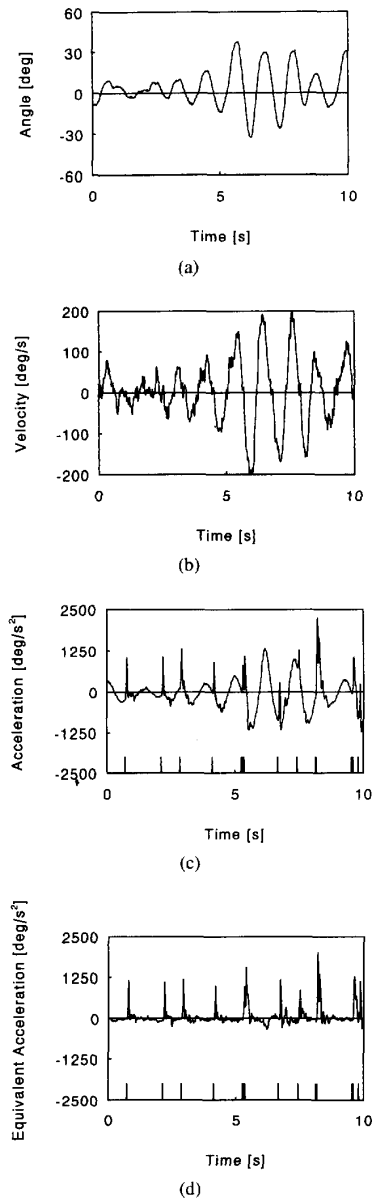 60
30
0
-30
-60
Angle [deg]
0
5
10
Time [s]
(a)
200
100
0
-100
-200
Velocity [deg/s]
0
5
10
Time [s]
(b)
2500
1250
0
-1250
-2500
Acceleration [deg/s²]
0
5
10
Time [s]
(c)
2500
1250
0
-1250
-2500
Equivalent Acceleration [deg/s²]
0
5
10
Time [s]
(d)